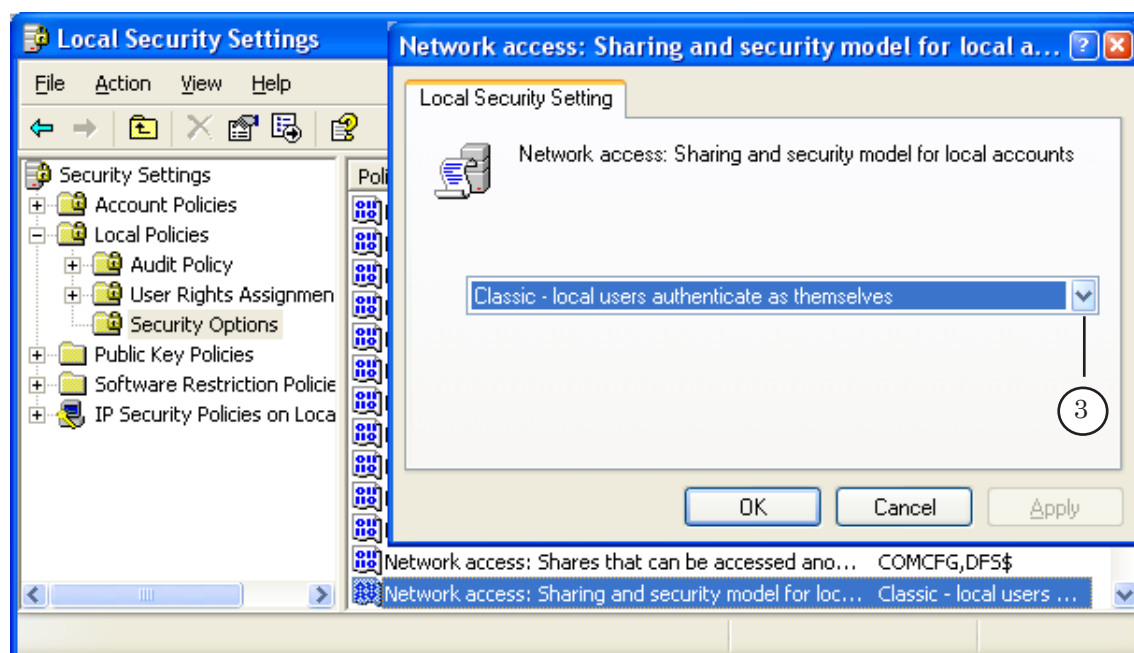 Local Security Settings
File Action View Help
Security Settings
Account Policies
Local Policies
Audit Policy
User Rights Assignmen
Security Options
Public Key Policies
Software Restriction Policie
IP Security Policies on Loca
Poli
Network access: Sharing and security model for local a...
Local Security Setting
Network access: Sharing and security model for local accounts
Classic - local users authenticate as themselves
3
OK Cancel Apply
Network access: Shares that can be accessed ano... COMCFG,DFS$
Network access: Sharing and security model for loc... Classic - local users ...